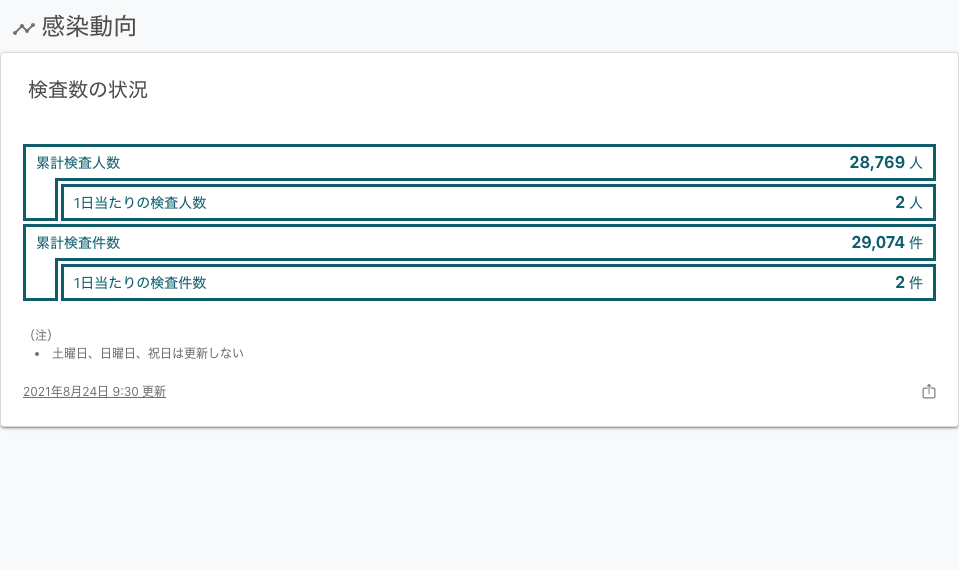 感染動向
検査数の状況
累計検査人数 28,769 人
1日当たりの検査人数 2 人
累計検査件数 29,074 件
1日当たりの検査件数 2 件
（注）
• 土曜日、日曜日、祝日は更新しない
2021年8月24日 9:30 更新